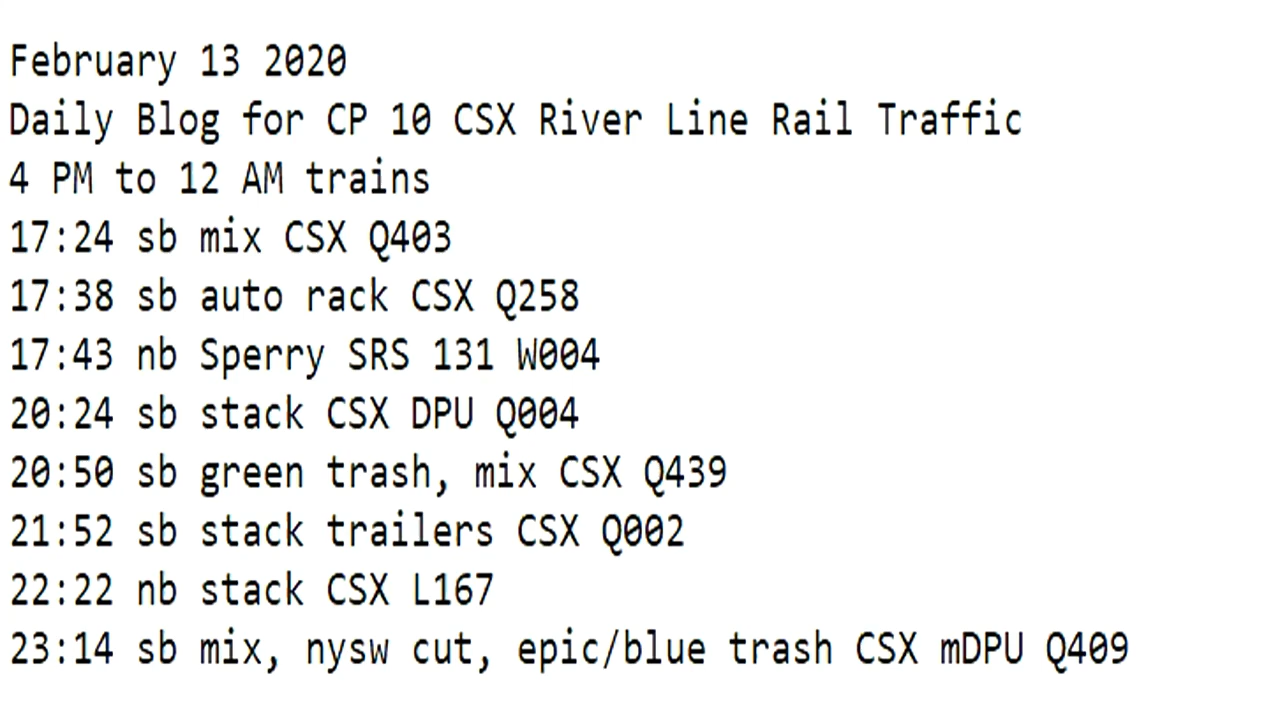 February 13 2020
Daily Blog for CP 10 CSX River Line Rail Traffic
4 PM to 12 AM trains
17:24 sb mix CSX Q403
17:38 sb auto rack CSX Q258
17:43 nb Sperry SRS 131 W004
20:24 sb stack CSX DPU Q004
20:50 sb green trash, mix CSX Q439
21:52 sb stack trailers CSX Q002
22:22 nb stack CSX L167
23:14 sb mix, nysw cut, epic/blue trash CSX mDPU Q409